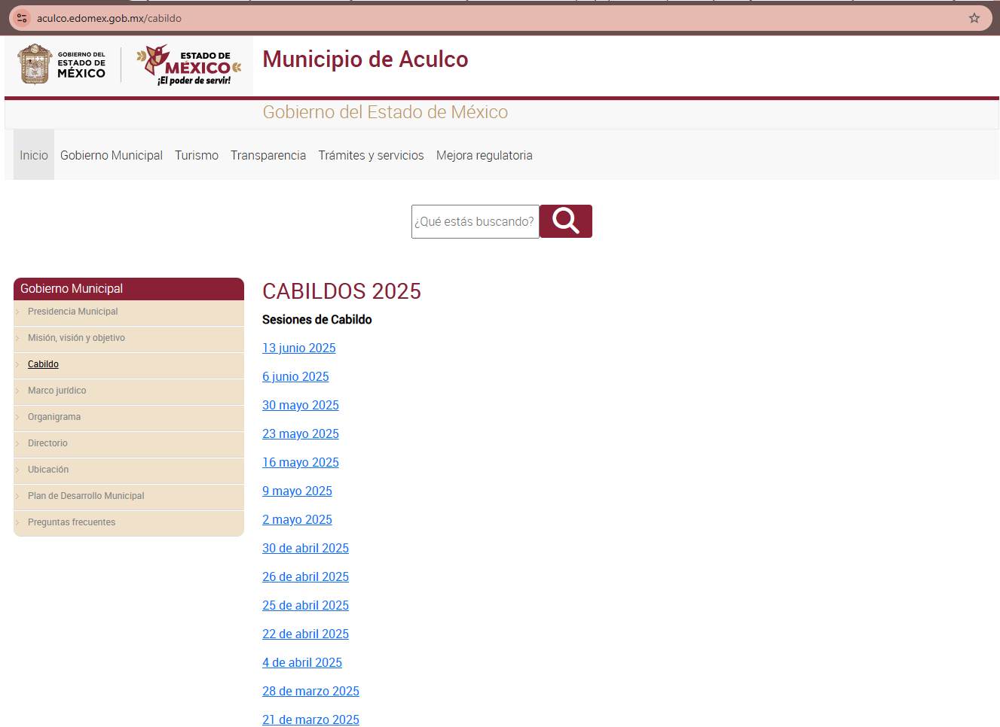 aculco.edomex.gob.mx/cabildo
GOBIERNO DEL
ESTADO DE
MÉXICO
ESTADO DE
MÉXICO
¡El poder de servir!
Municipio de Aculco
Gobierno del Estado de México
Inicio Gobierno Municipal Turismo Transparencia Trámites y servicios Mejora regulatoria
¿Qué estás buscando?
Gobierno Municipal
Presidencia Municipal
Misión, visión y objetivo
Cabildo
Marco jurídico
Organigrama
Directorio
Ubicación
Plan de Desarrollo Municipal
Preguntas frecuentes
CABILDOS 2025
Sesiones de Cabildo
13 junio 2025
6 junio 2025
30 mayo 2025
23 mayo 2025
16 mayo 2025
9 mayo 2025
2 mayo 2025
30 de abril 2025
26 de abril 2025
25 de abril 2025
22 de abril 2025
4 de abril 2025
28 de marzo 2025
21 de marzo 2025